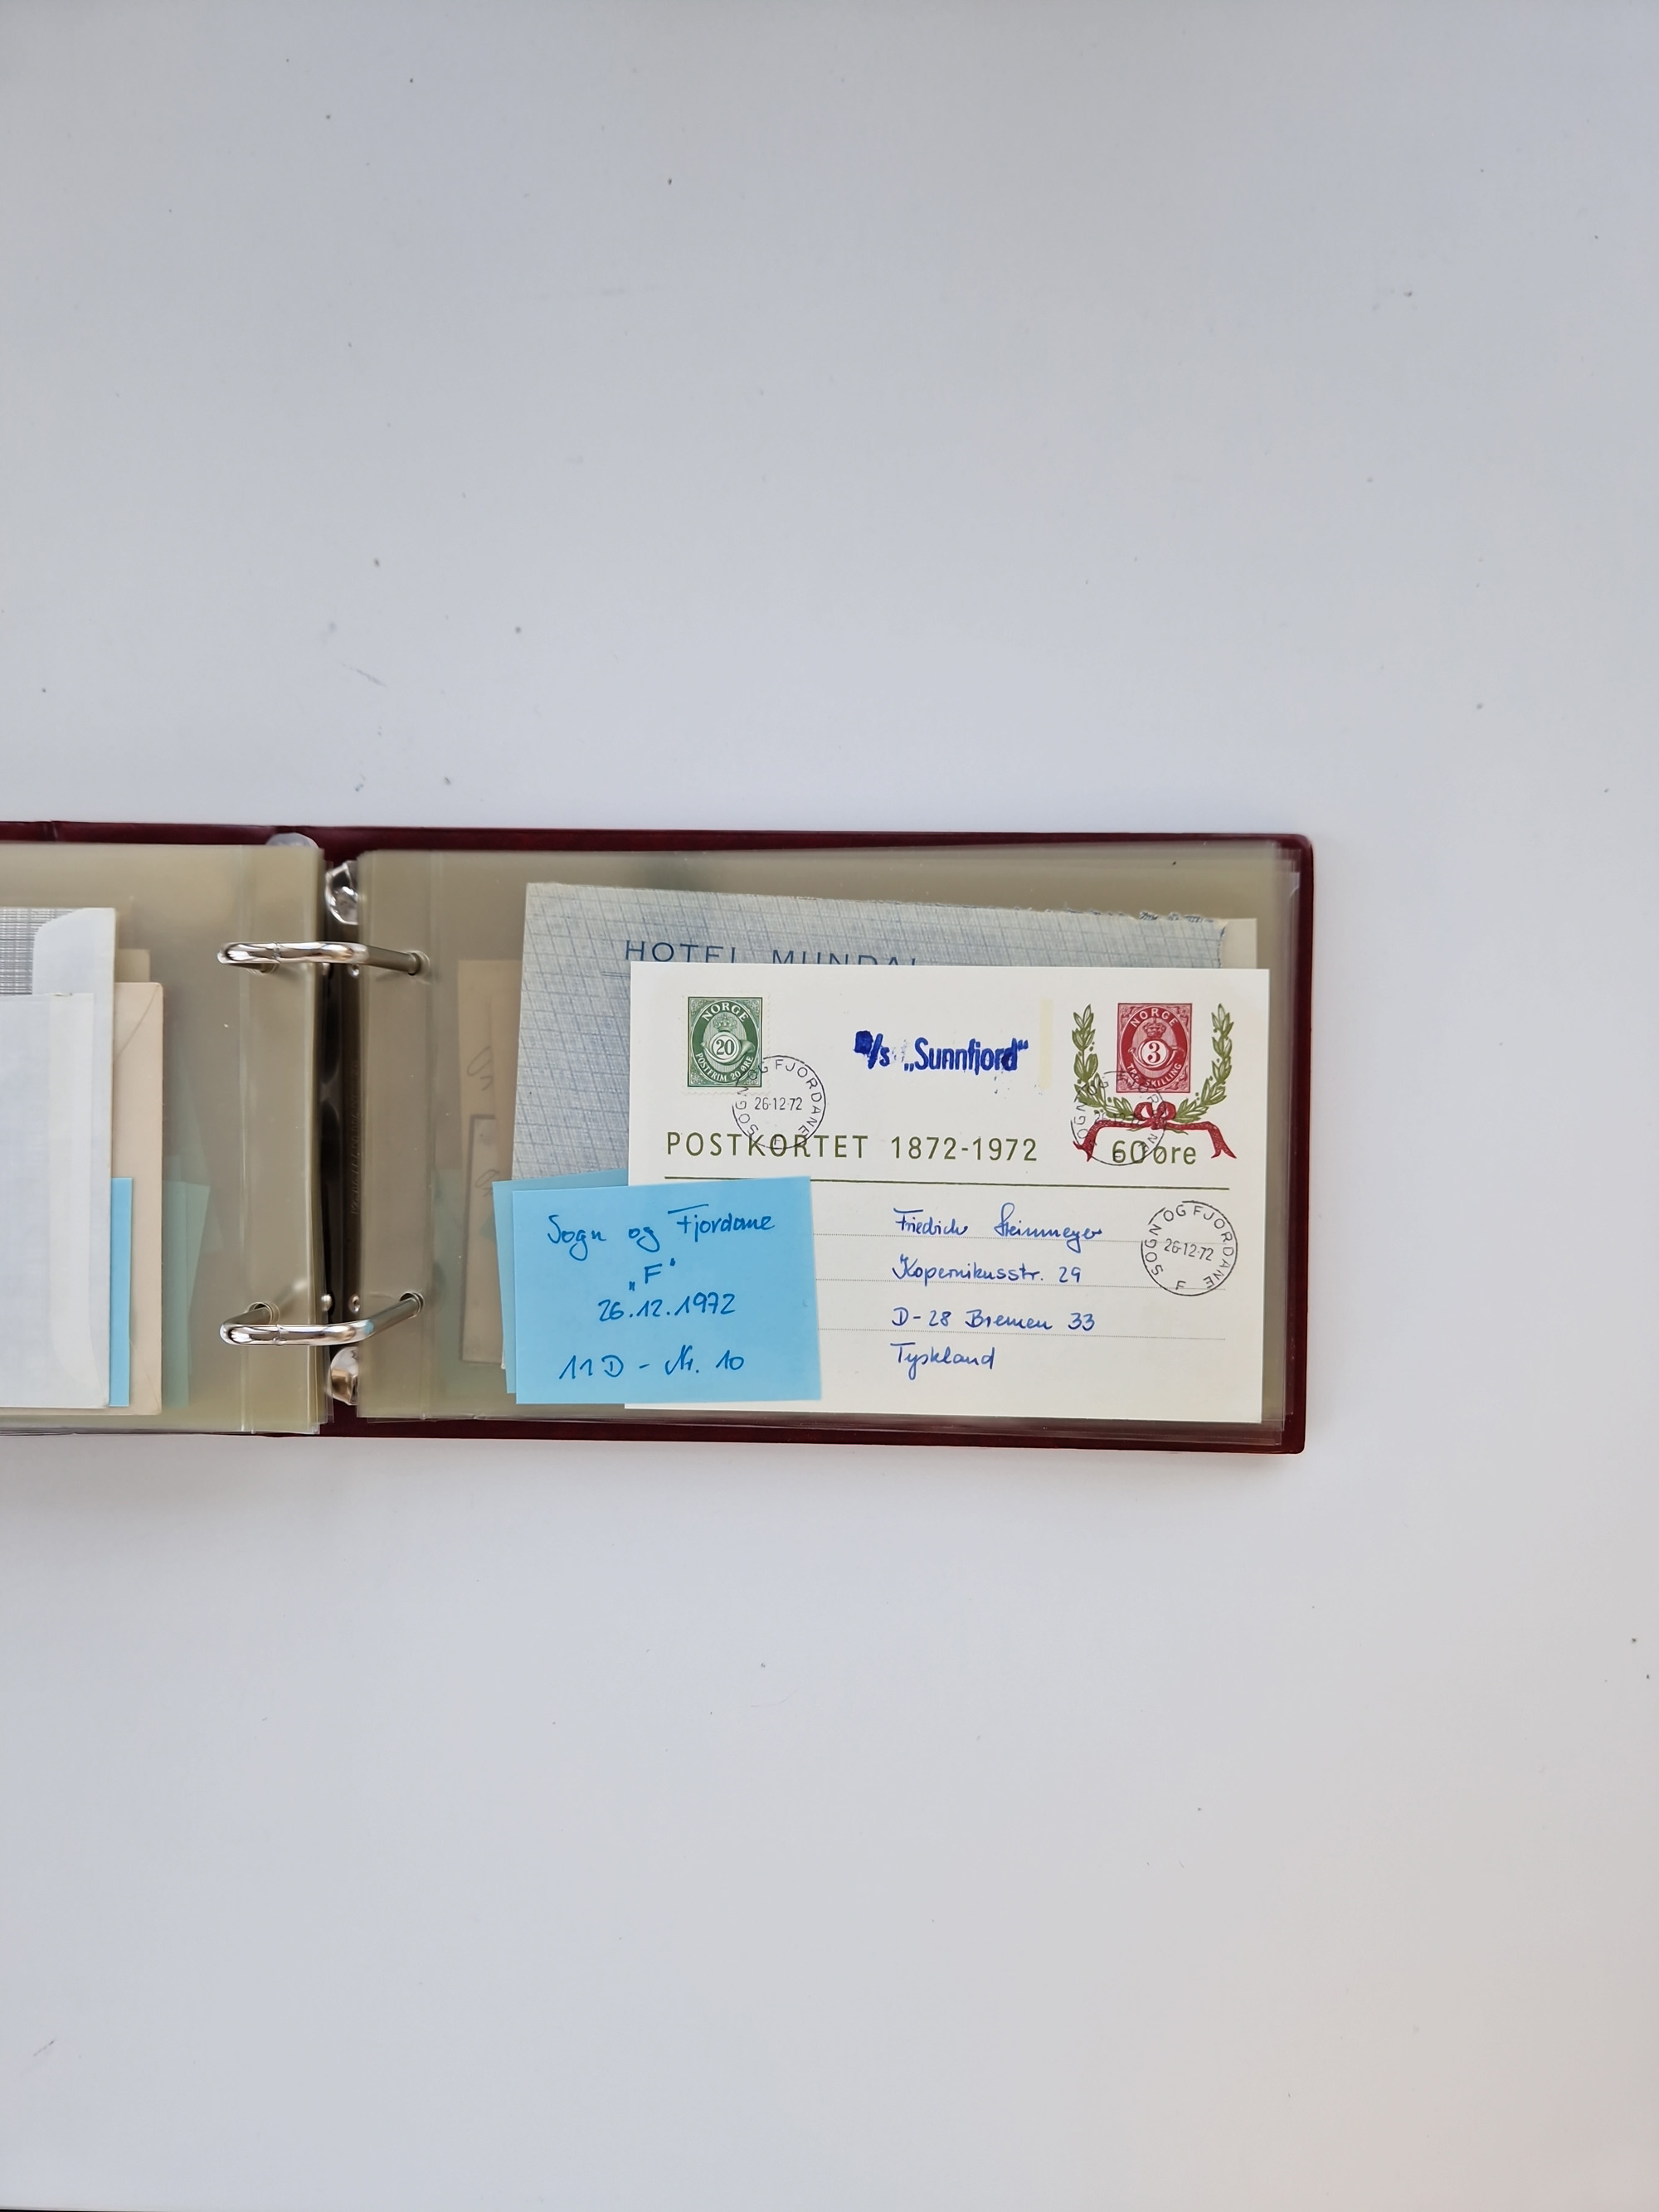 HOTEL MUNDAL
NORGE
20
POSTFRIM. 20 ØRE
SOGN OG FJORDANE
26·12·72
/s „Sunnfjord“
NORGE
3
TRE SKILLING
POSTKORTET 1872-1972
60 øre
Sogn og Fjordane
„F“
26.12.1972
11D - Nr. 10
Friedrich Steinmeyer
Kopernikusstr. 29
D-28 Bremen 33
Tyskland
SOGN OG FJORDANE
26·12·72
F